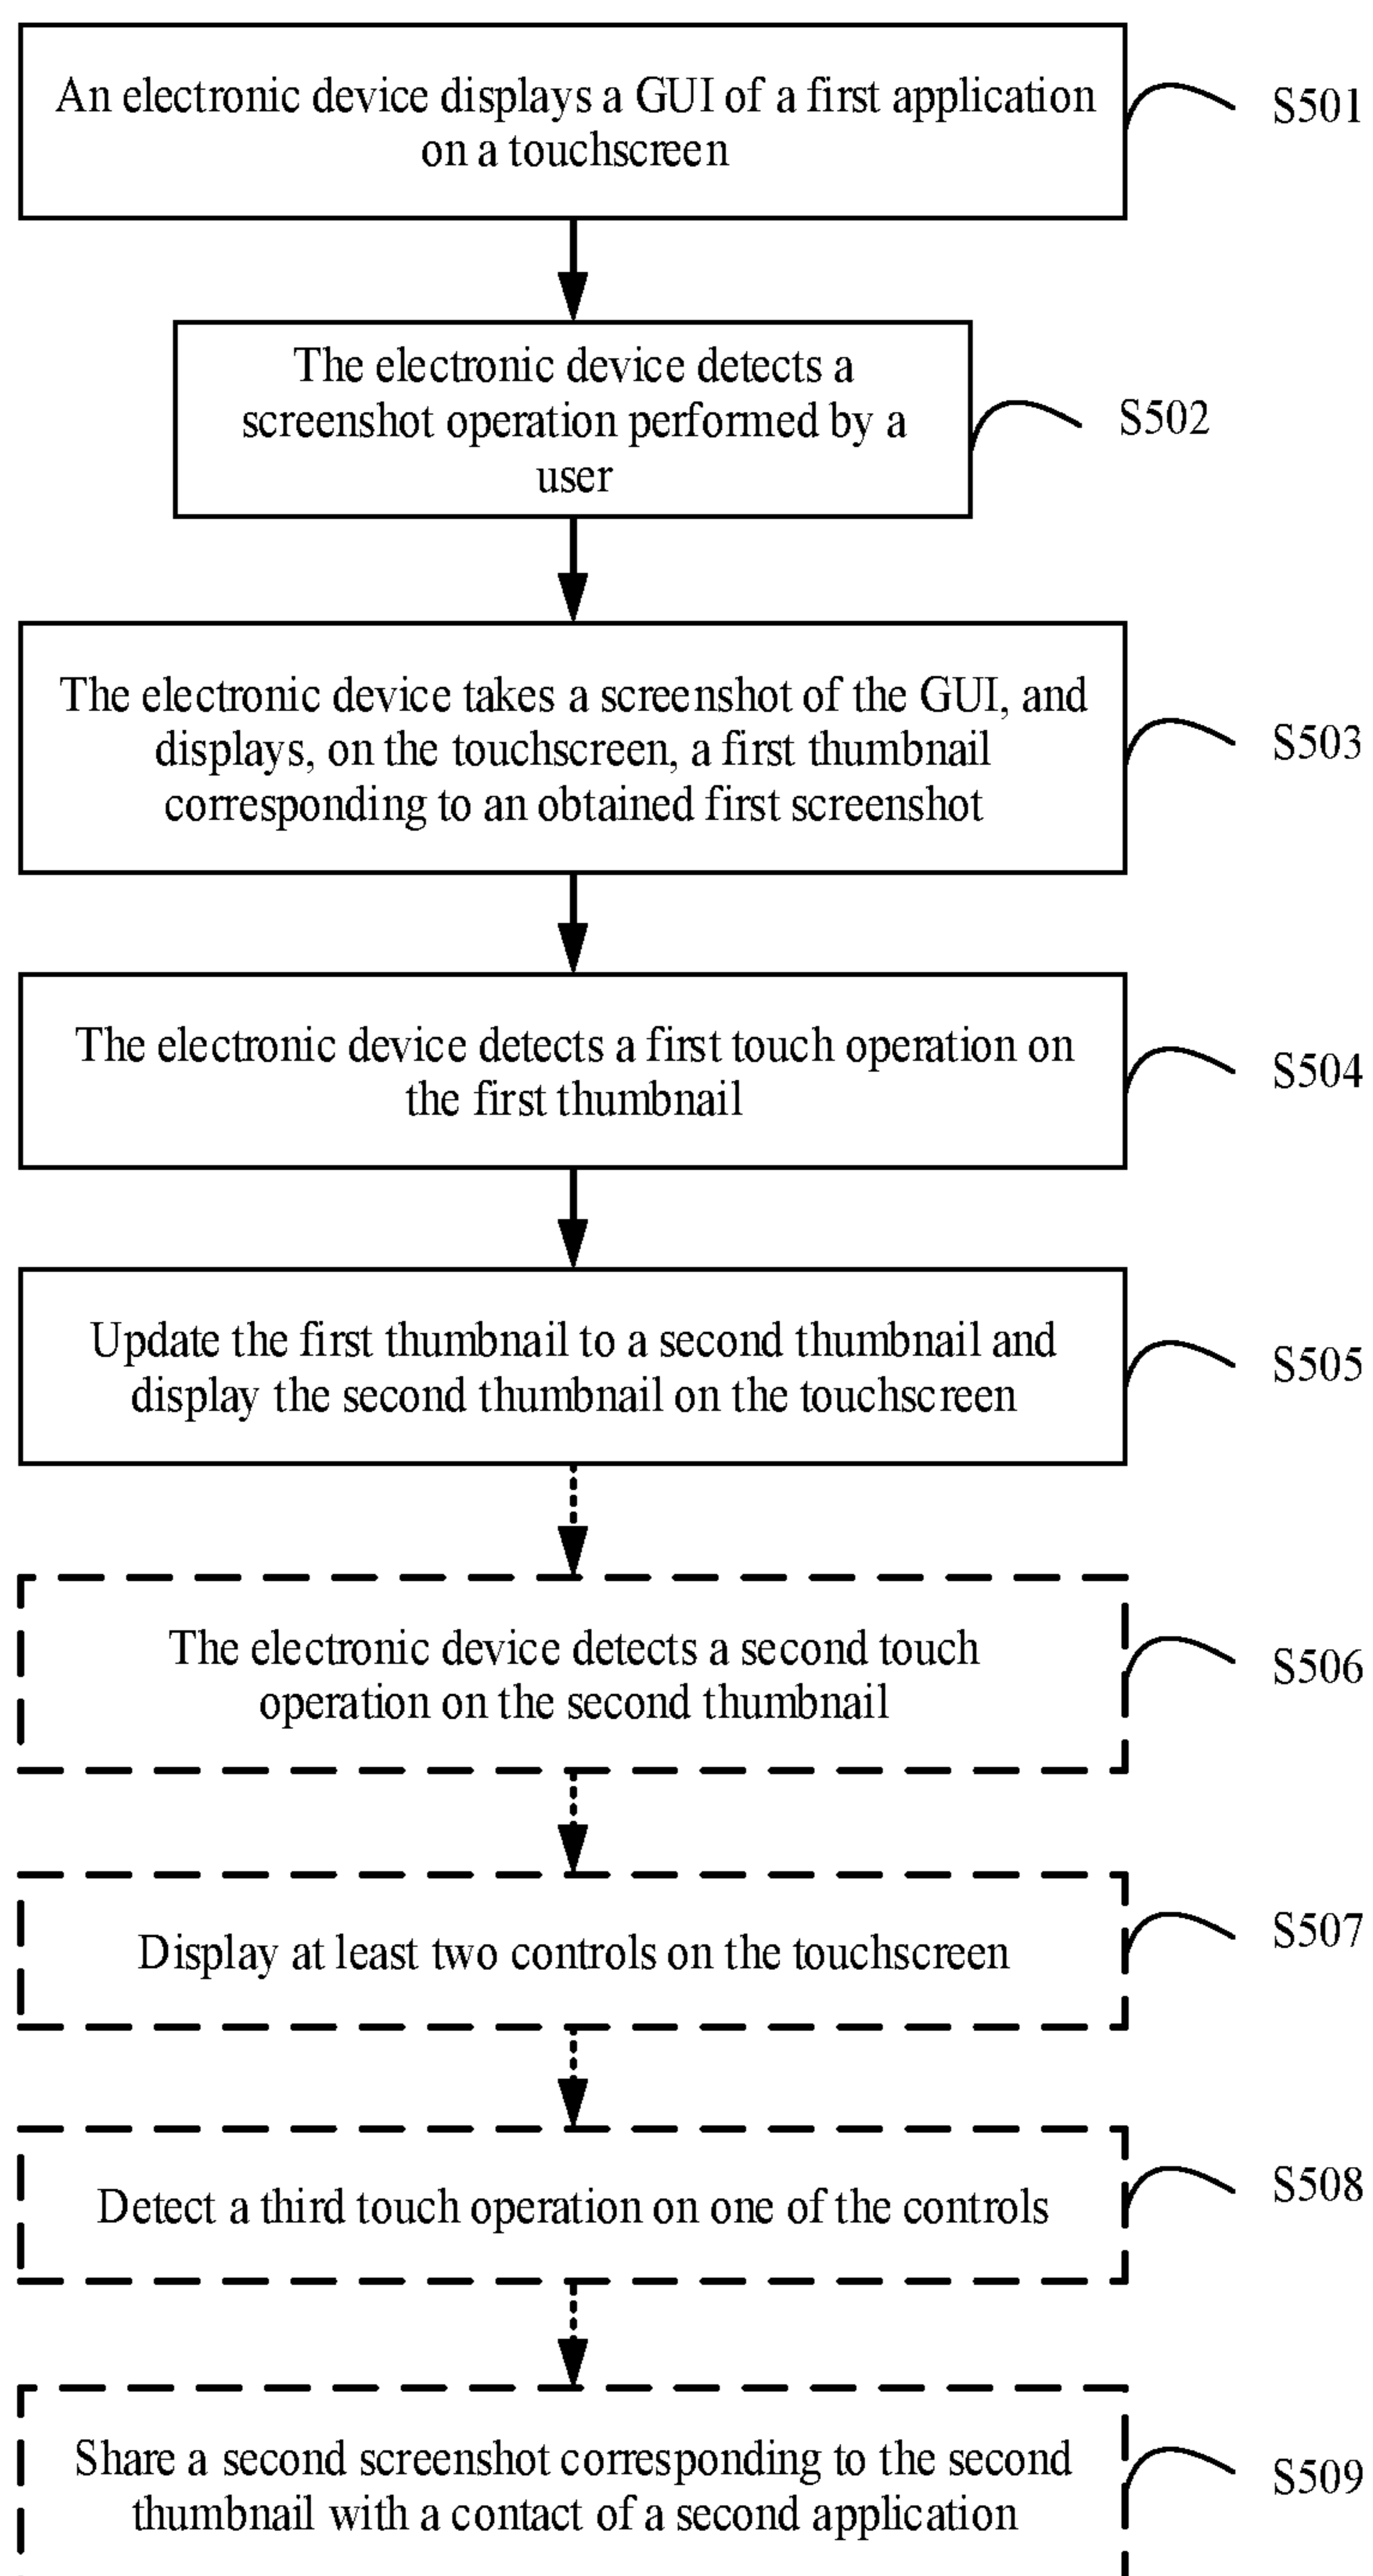 An electronic device displays a GUI of a first application
on a touchscreen
S501
The electronic device detects a
screenshot operation performed by a
user
S502
The electronic device takes a screenshot of the GUI, and
displays, on the touchscreen, a first thumbnail
corresponding to an obtained first screenshot
S503
The electronic device detects a first touch operation on
the first thumbnail
S504
Update the first thumbnail to a second thumbnail and
display the second thumbnail on the touchscreen
S505
The electronic device detects a second touch
operation on the second thumbnail
S506
Display at least two controls on the touchscreen
S507
Detect a third touch operation on one of the controls
S508
Share a second screenshot corresponding to the second
thumbnail with a contact of a second application
S509